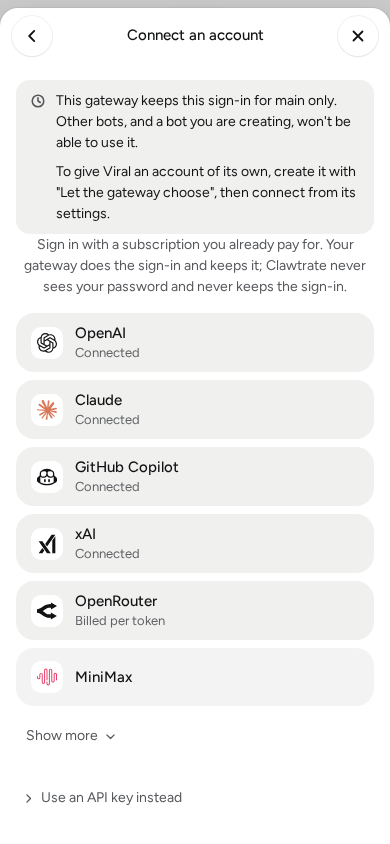 Connect an account
This gateway keeps this sign-in for main only.
Other bots, and a bot you are creating, won't be
able to use it.
To give Viral an account of its own, create it with
"Let the gateway choose", then connect from its
settings.
Sign in with a subscription you already pay for. Your
gateway does the sign-in and keeps it; Clawtrate never
sees your password and never keeps the sign-in.
OpenAI
Connected
Claude
Connected
GitHub Copilot
Connected
xAI
Connected
OpenRouter
Billed per token
MiniMax
Show more
Use an API key instead